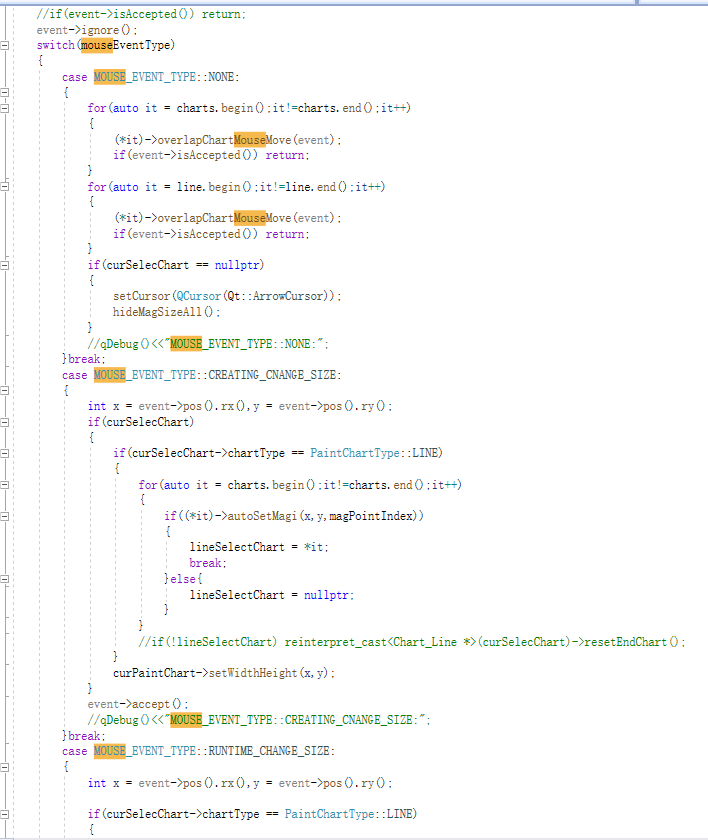 //if(event->isAccepted()) return;
event->ignore();
switch(mouseEventType)
{
case MOUSE_EVENT_TYPE::NONE:
{
for(auto it = charts.begin();it!=charts.end();it++)
{
(*it)->overlapChartMouseMove(event);
if(event->isAccepted()) return;
}
for(auto it = line.begin();it!=line.end();it++)
{
(*it)->overlapChartMouseMove(event);
if(event->isAccepted()) return;
}
if(curSelecChart == nullptr)
{
setCursor(QCursor(Qt::ArrowCursor));
hideMagSizeAll();
}
//qDebug()<<"MOUSE_EVENT_TYPE::NONE:";
}break;
case MOUSE_EVENT_TYPE::CREATING_CNANGE_SIZE:
{
int x = event->pos().rx(),y = event->pos().ry();
if(curSelecChart)
{
if(curSelecChart->chartType == PaintChartType::LINE)
{
for(auto it = charts.begin();it!=charts.end();it++)
{
if((*it)->autoSetMagi(x,y,magPointIndex))
{
lineSelectChart = *it;
break;
}else{
lineSelectChart = nullptr;
}
}
//if(!lineSelectChart) reinterpret_cast<Chart_Line *>(curSelecChart)->resetEndChart();
}
curPaintChart->setWidthHeight(x,y);
}
event->accept();
//qDebug()<<"MOUSE_EVENT_TYPE::CREATING_CNANGE_SIZE:";
}break;
case MOUSE_EVENT_TYPE::RUNTIME_CHANGE_SIZE:
{
int x = event->pos().rx(),y = event->pos().ry();
if(curSelecChart->chartType == PaintChartType::LINE)
{